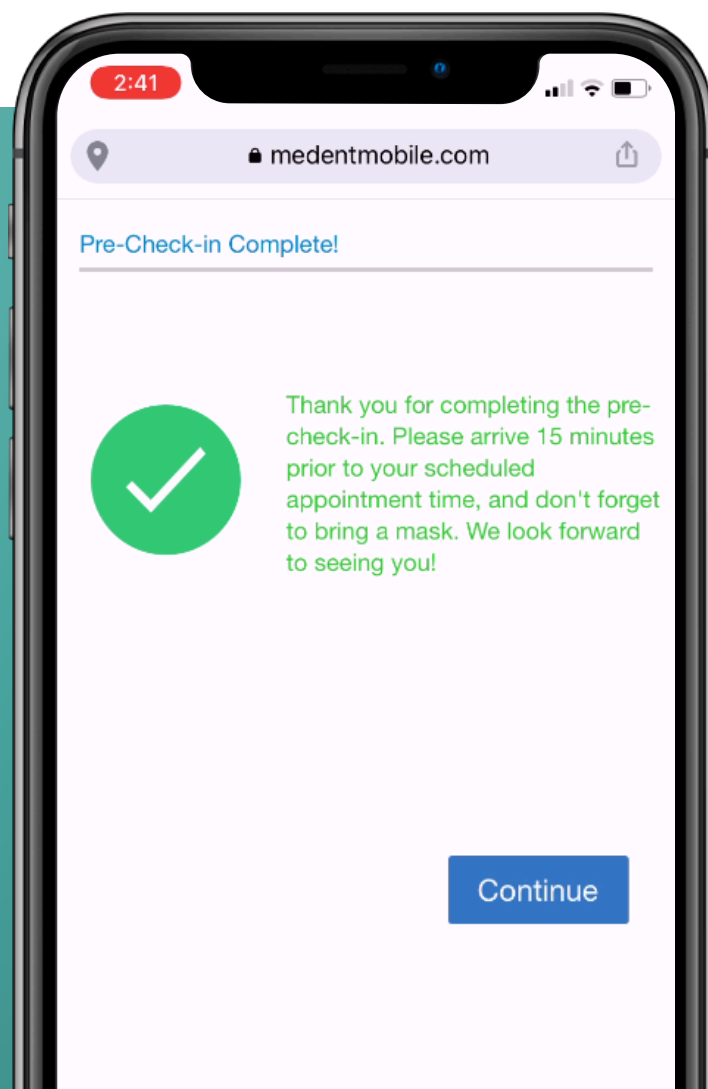 2:41
medentmobile.com
Pre-Check-in Complete!
Thank you for completing the pre-
check-in. Please arrive 15 minutes
prior to your scheduled
appointment time, and don't forget
to bring a mask. We look forward
to seeing you!
Continue